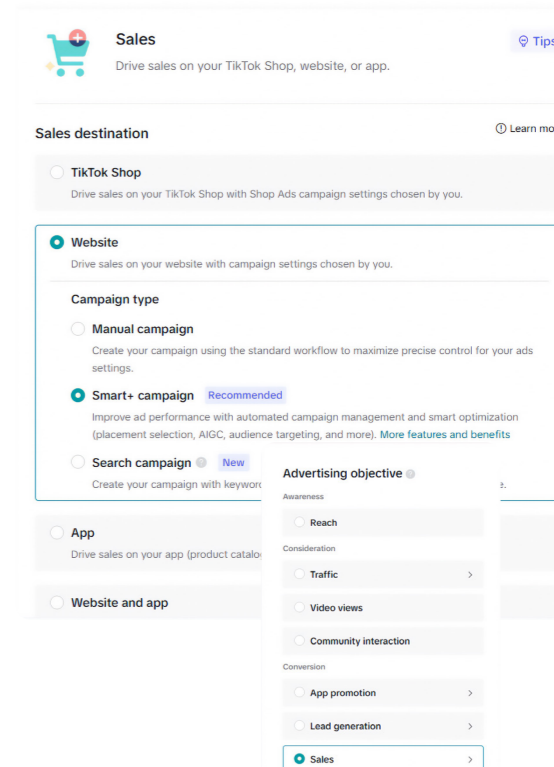 Sales
Tips
Drive sales on your TikTok Shop, website, or app.
Sales destination
Learn mo
TikTok Shop
Drive sales on your TikTok Shop with Shop Ads campaign settings chosen by you.
Website
Drive sales on your website with campaign settings chosen by you.
Campaign type
Manual campaign
Create your campaign using the standard workflow to maximize precise control for your ads
settings.
Smart+ campaign Recommended
Improve ad performance with automated campaign management and smart optimization
(placement selection, AIGC, audience targeting, and more). More features and benefits
Search campaign New
Create your campaign with keyword
App
Drive sales on your app (product catalo
Website and app
Advertising objective
Awareness
Reach
Consideration
Traffic
Video views
Community interaction
Conversion
App promotion
Lead generation
Sales